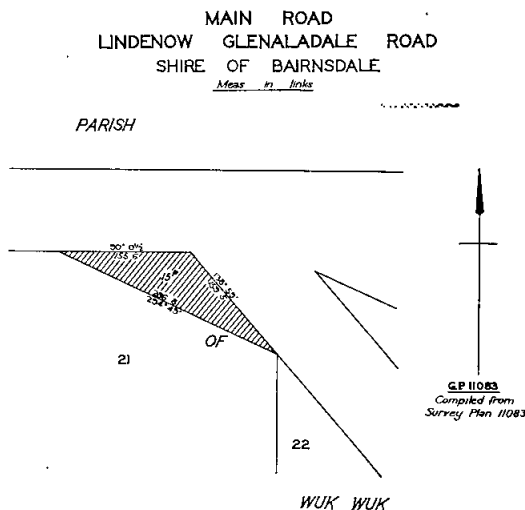 MAIN ROAD
LINDENOW GLENALADALE ROAD
SHIRE OF BAIRNSDALE
Meas in links
PARISH
OF
21
22
G.P 11083
Compiled from
Survey Plan 11083
WUK WUK